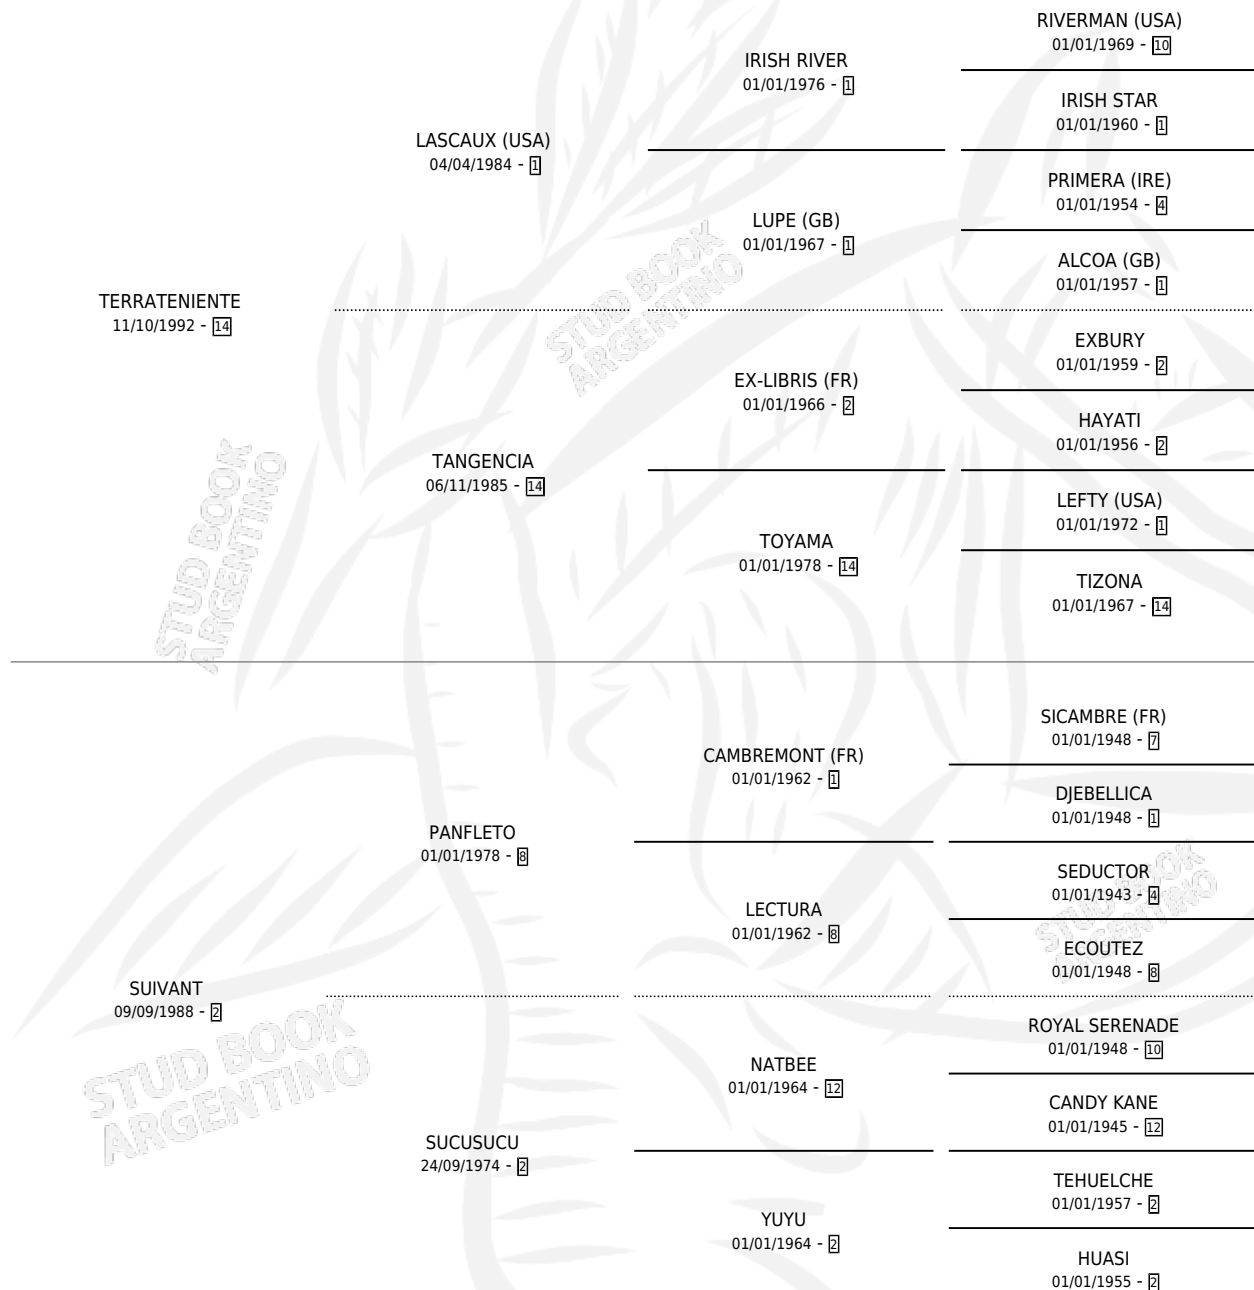 RIVERMAN (USA)
01/01/1969 - 10
IRISH RIVER
01/01/1976 - 1
IRISH STAR
01/01/1960 - 1
LASCAUX (USA)
04/04/1984 - 1
PRIMERA (IRE)
01/01/1954 - 4
LUPE (GB)
01/01/1967 - 1
ALCOA (GB)
01/01/1957 - 1
TERRATENIENTE
11/10/1992 - 14
EXBURY
01/01/1959 - 2
EX-LIBRIS (FR)
01/01/1966 - 2
HAYATI
01/01/1956 - 2
TANGENCIA
06/11/1985 - 14
LEFTY (USA)
01/01/1972 - 1
TOYAMA
01/01/1978 - 14
TIZONA
01/01/1967 - 14
STUD BOOK
ARGENTINO
STUD BOOK
ARGENTINO
SICAMBRE (FR)
01/01/1948 - 7
CAMBREMONT (FR)
01/01/1962 - 1
DJEBELLICA
01/01/1948 - 1
PANFLETO
01/01/1978 - 8
SEDUCTOR
01/01/1943 - 4
LECTURA
01/01/1962 - 8
ECOUTEZ
01/01/1948 - 8
STUD BOOK
ARGENTINO
SUIVANT
09/09/1988 - 2
ROYAL SERENADE
01/01/1948 - 10
NATBEE
01/01/1964 - 12
CANDY KANE
01/01/1945 - 12
SUCUSUCU
24/09/1974 - 2
TEHUELCHE
01/01/1957 - 2
YUYU
01/01/1964 - 2
HUASI
01/01/1955 - 2
STUD BOOK
ARGENTINO